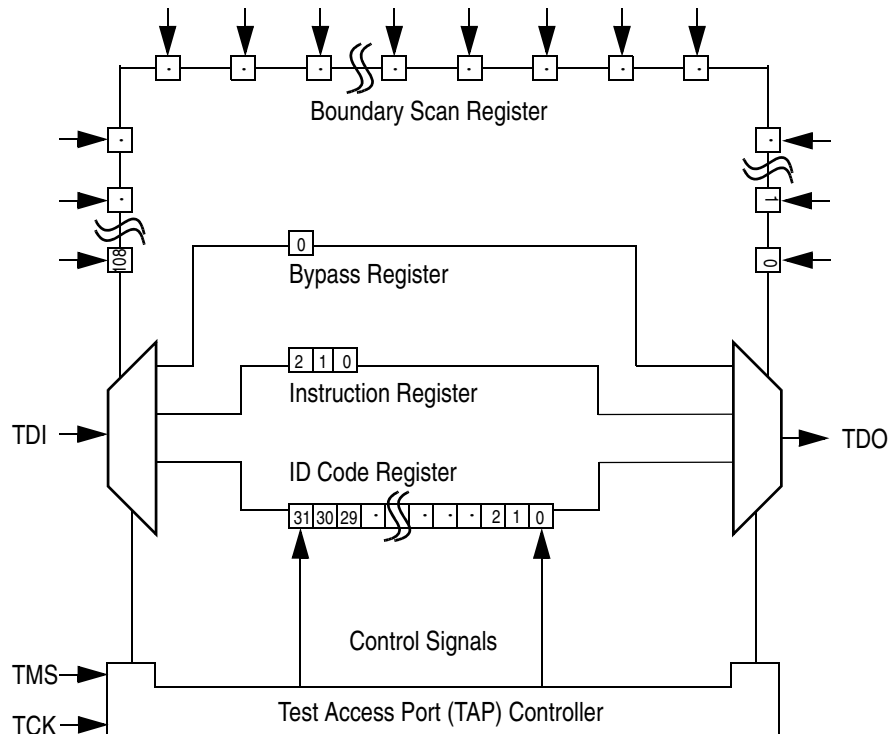 Boundary Scan Register
1
108
0
0
Bypass Register
2 1 0
Instruction Register
TDI
TDO
ID Code Register
31 30 29 · · · · 2 1 0
Control Signals
TMS
TCK
Test Access Port (TAP) Controller